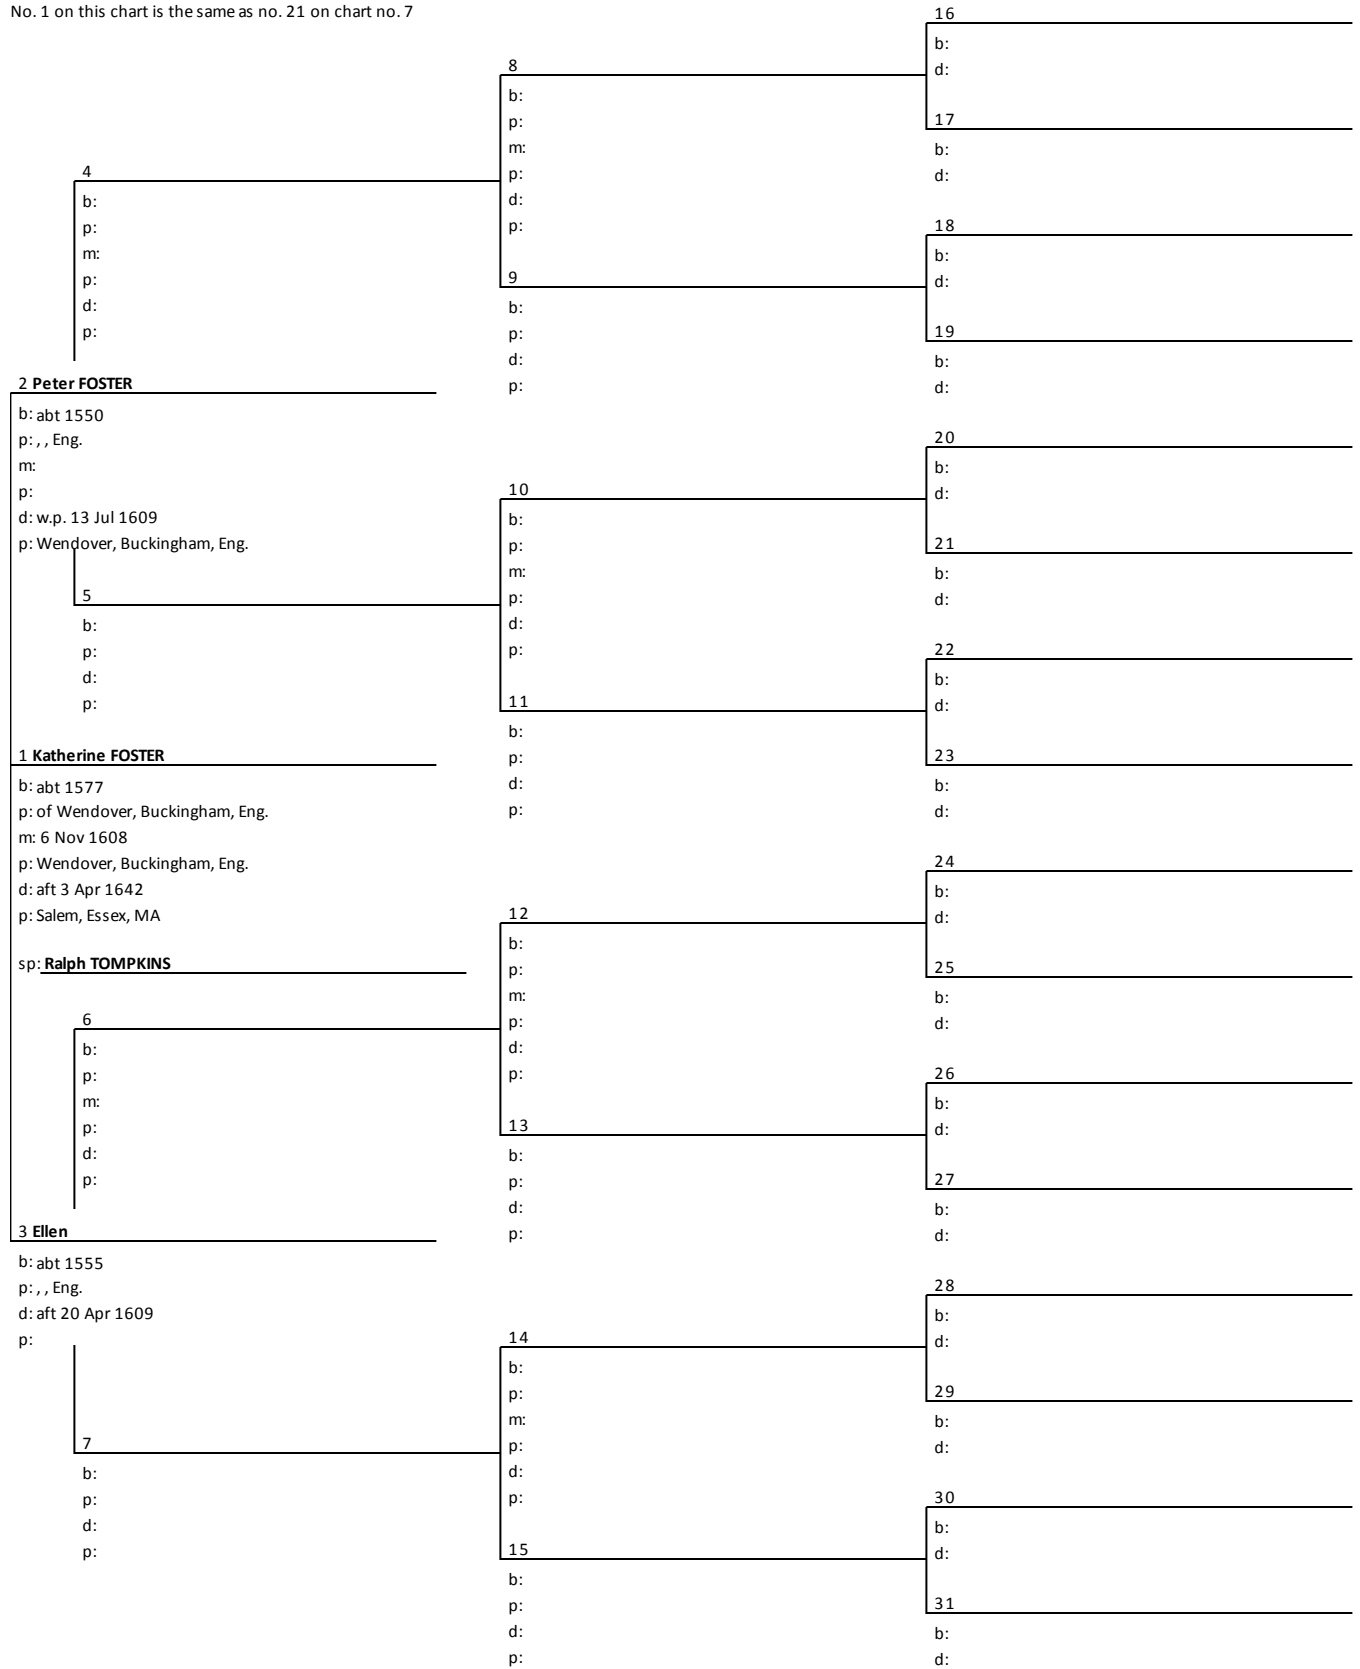 No. 1 on this chart is the same as no. 21 on chart no. 7
16
b:
d:
8
b:
p:
m:
p:
d:
p:
17
b:
d:
4
b:
p:
m:
p:
d:
p:
18
b:
d:
9
b:
p:
d:
p:
19
b:
d:
2 Peter FOSTER
b: abt 1550
p: , , Eng.
m:
p:
d: w.p. 13 Jul 1609
p: Wendover, Buckingham, Eng.
20
b:
d:
10
b:
p:
m:
p:
d:
p:
21
b:
d:
5
b:
p:
d:
p:
22
b:
d:
11
b:
p:
d:
p:
23
b:
d:
1 Katherine FOSTER
b: abt 1577
p: of Wendover, Buckingham, Eng.
m: 6 Nov 1608
p: Wendover, Buckingham, Eng.
d: aft 3 Apr 1642
p: Salem, Essex, MA
sp: Ralph TOMPKINS
24
b:
d:
12
b:
p:
m:
p:
d:
p:
25
b:
d:
6
b:
p:
m:
p:
d:
p:
26
b:
d:
13
b:
p:
d:
p:
27
b:
d:
3 Ellen
b: abt 1555
p: , , Eng.
d: aft 20 Apr 1609
p:
28
b:
d:
14
b:
p:
m:
p:
d:
p:
29
b:
d:
7
b:
p:
d:
p:
30
b:
d:
15
b:
p:
d:
p:
31
b:
d: